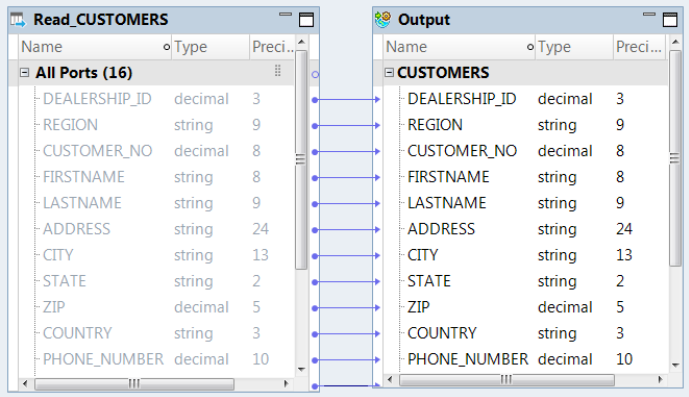 Read_CUSTOMERS
Name Type Preci...
All Ports (16)
DEALERSHIP_ID decimal 3
REGION string 9
CUSTOMER_NO decimal 8
FIRSTNAME string 8
LASTNAME string 9
ADDRESS string 24
CITY string 13
STATE string 2
ZIP decimal 5
COUNTRY string 3
PHONE_NUMBER decimal 10
Output
Name Type Preci...
CUSTOMERS
DEALERSHIP_ID decimal 3
REGION string 9
CUSTOMER_NO decimal 8
FIRSTNAME string 8
LASTNAME string 9
ADDRESS string 24
CITY string 13
STATE string 2
ZIP decimal 5
COUNTRY string 3
PHONE_NUMBER decimal 10